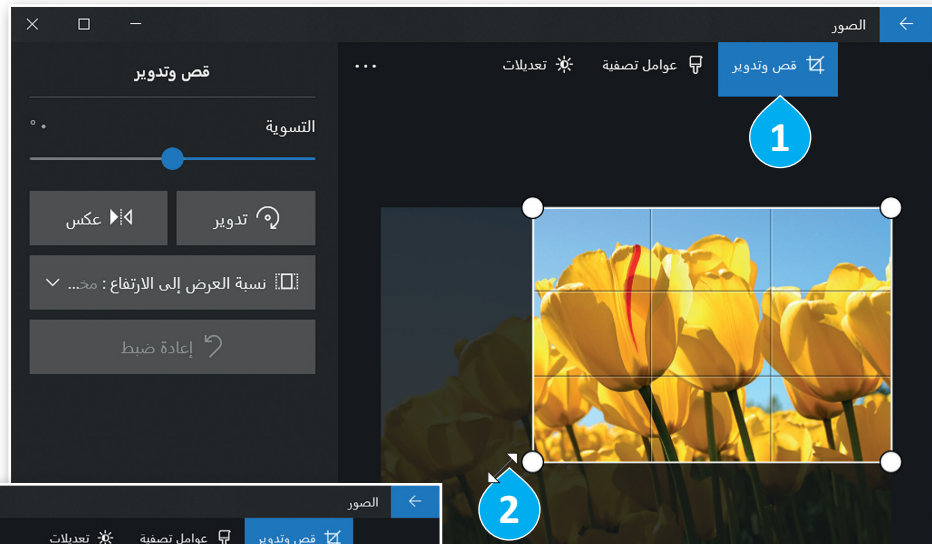 الصور
قص وتدوير
عوامل تصفية
تعديلات
1
قص وتدوير
التسوية
٠°
تدوير
عكس
نسبة العرض إلى الارتفاع : مخ...
إعادة ضبط
2
الصور
قص وتدوير
عوامل تصفية
تعديلات